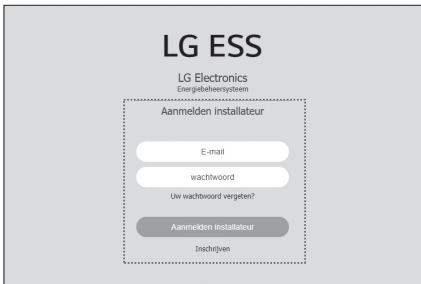 LG ESS
LG Electronics
Energiebeheersysteem
Aanmelden installateur
E-mail
wachtwoord
Uw wachtwoord vergeten?
Aanmelden installateur
Inschrijven